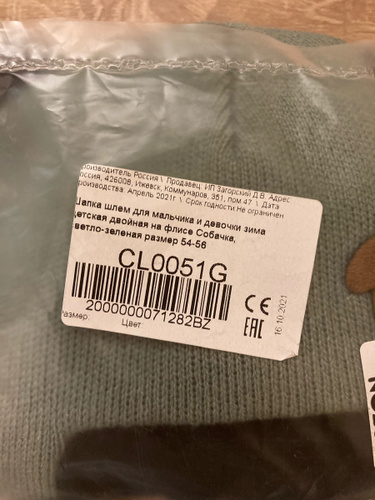 роизводитель Россия \ Продавец: ИП Загорский Д.В. Адрес
оссия, 426008, Ижевск, Коммунаров, 351, пом 47 \ Дата
роизводства: Апрель 2021г \ Срок годности Не ограничен
Шапка шлем для мальчика и девочки зима
детская двойная на флисе Собачка,
ветло-зеленая размер 54-56
CL0051G
2000000071282BZ
азмер:
Цвет:
CE
EAC
16.10.2021